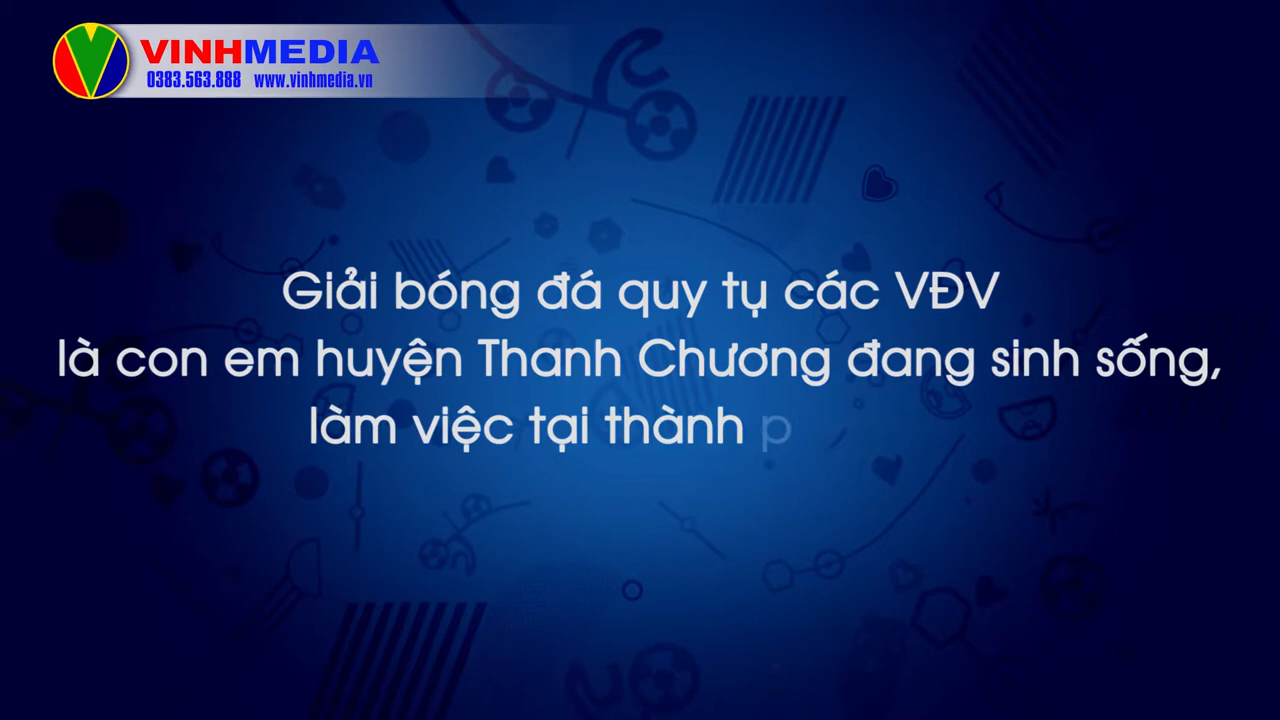 VINHMEDIA
0383.563.888 www.vinhmedia.vn
Giải bóng đá quy tụ các VĐV
là con em huyện Thanh Chương đang sinh sống,
làm việc tại thành p